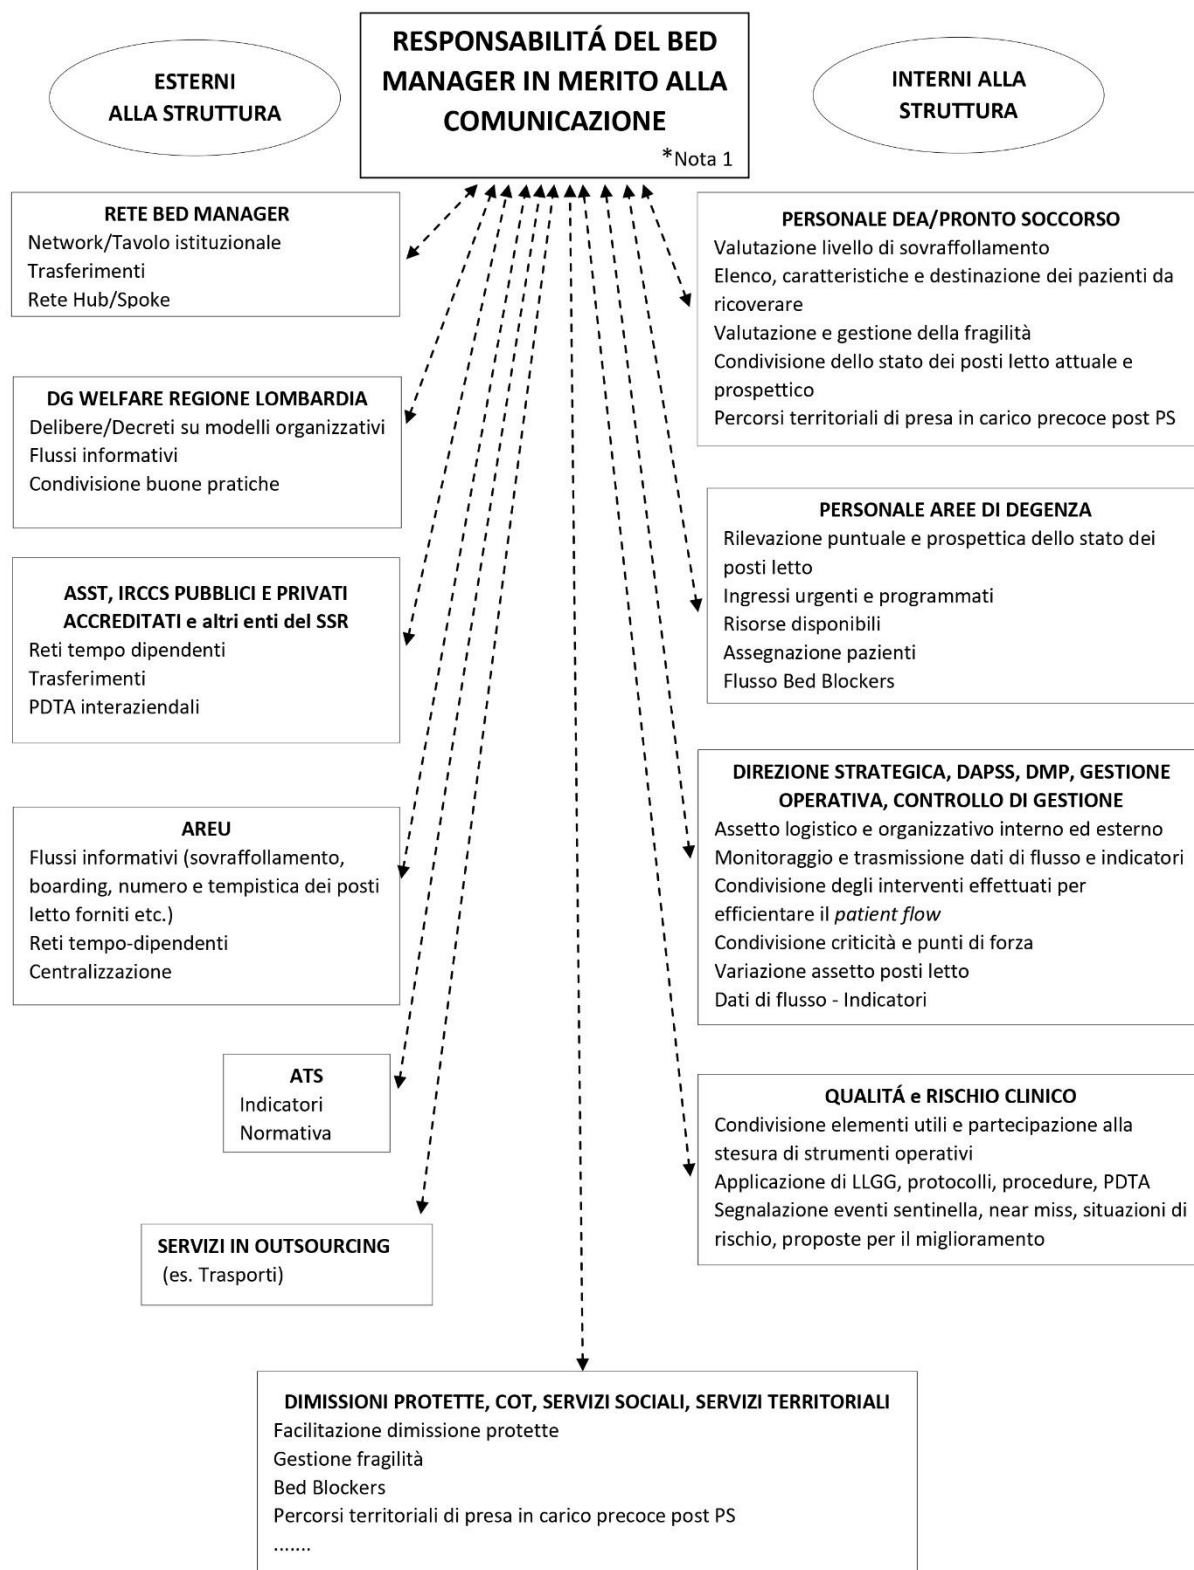 RESPONSABILITÁ DEL BED
MANAGER IN MERITO ALLA
COMUNICAZIONE
*Nota 1
ESTERNI
ALLA STRUTTURA
INTERNI ALLA
STRUTTURA
RETE BED MANAGER
Network/Tavolo istituzionale
Trasferimenti
Rete Hub/Spoke
DG WELFARE REGIONE LOMBARDIA
Delibere/Decreti su modelli organizzativi
Flussi informativi
Condivisione buone pratiche
ASST, IRCCS PUBBLICI E PRIVATI
ACCREDITATI e altri enti del SSR
Reti tempo dipendenti
Trasferimenti
PDTA interaziendali
AREU
Flussi informativi (sovraffollamento,
boarding, numero e tempistica dei posti
letto forniti etc.)
Reti tempo-dipendenti
Centralizzazione
ATS
Indicatori
Normativa
SERVIZI IN OUTSOURCING
(es. Trasporti)
PERSONALE DEA/PRONTO SOCCORSO
Valutazione livello di sovraffollamento
Elenco, caratteristiche e destinazione dei pazienti da
ricoverare
Valutazione e gestione della fragilità
Condivisione dello stato dei posti letto attuale e
prospettico
Percorsi territoriali di presa in carico precoce post PS
PERSONALE AREE DI DEGENZA
Rilevazione puntuale e prospettica dello stato dei
posti letto
Ingressi urgenti e programmati
Risorse disponibili
Assegnazione pazienti
Flusso Bed Blockers
DIREZIONE STRATEGICA, DAPSS, DMP, GESTIONE
OPERATIVA, CONTROLLO DI GESTIONE
Assetto logistico e organizzativo interno ed esterno
Monitoraggio e trasmissione dati di flusso e indicatori
Condivisione degli interventi effettuati per
efficientare il patient flow
Condivisione criticità e punti di forza
Variazione assetto posti letto
Dati di flusso - Indicatori
QUALITÁ e RISCHIO CLINICO
Condivisione elementi utili e partecipazione alla
stesura di strumenti operativi
Applicazione di LLGG, protocolli, procedure, PDTA
Segnalazione eventi sentinella, near miss, situazioni di
rischio, proposte per il miglioramento
DIMISSIONI PROTETTE, COT, SERVIZI SOCIALI, SERVIZI TERRITORIALI
Facilitazione dimissione protette
Gestione fragilità
Bed Blockers
Percorsi territoriali di presa in carico precoce post PS
.......